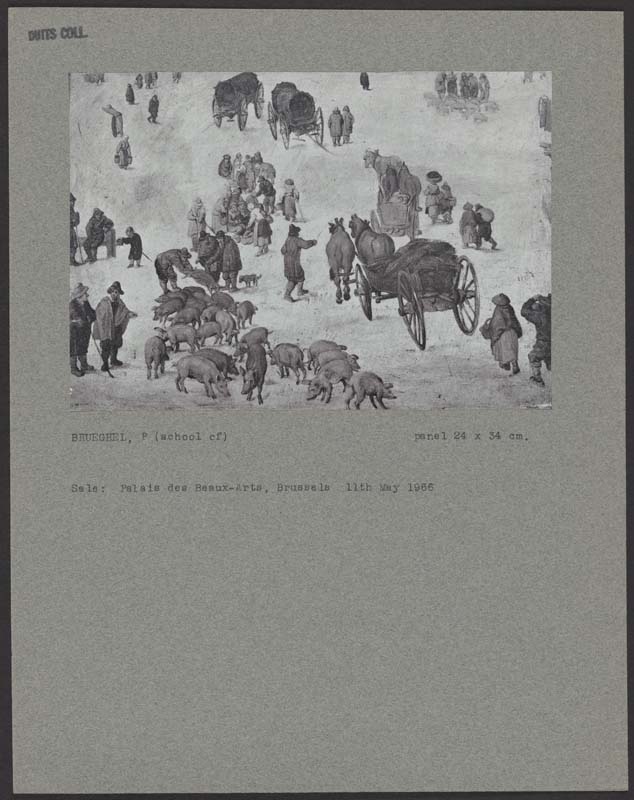 DUITS COLL.
BRUEGHEL, P (school of)
panel 24 x 34 cm.
Sale: Palais des Beaux-Arts, Brussels 11th May 1966